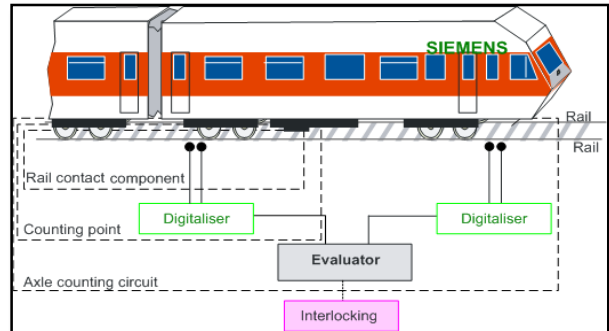 SIEMENS
Rail
Rail
Rail contact component
Digitaliser
Digitaliser
Counting point
Evaluator
Axle counting circuit
Interlocking